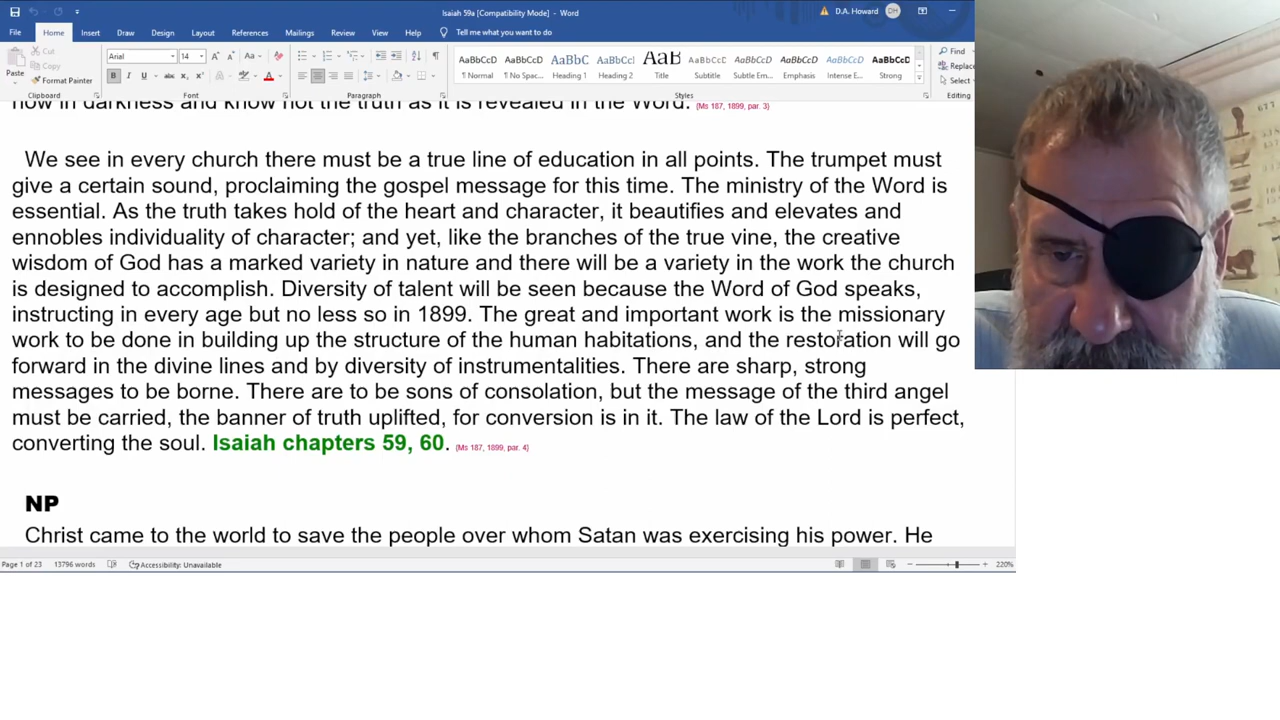 Isaiah 59a [Compatibility Mode] - Word
D.A. Howard
DH
File Home Insert Draw Design Layout References Mailings Review View Help Tell me what you want to do
Paste
Cut
Copy
Format Painter
Clipboard
Arial 14
Font
Paragraph
AaBbCcDd AaBbCcDd AaBbC AaBbCcI AaB AaBbCcDd AaBbCcDd AaBbCcDd AaBbCcDd AaBbCcDd
¶ Normal ¶ No Spac... Heading 1 Heading 2 Title Subtitle Subtle Em... Emphasis Intense E... Strong
Styles
Find
Replace
Select
Editing
now in darkness and know not the truth as it is revealed in the Word. {Ms 187, 1899, par. 3}
We see in every church there must be a true line of education in all points. The trumpet must
give a certain sound, proclaiming the gospel message for this time. The ministry of the Word is
essential. As the truth takes hold of the heart and character, it beautifies and elevates and
ennobles individuality of character; and yet, like the branches of the true vine, the creative
wisdom of God has a marked variety in nature and there will be a variety in the work the church
is designed to accomplish. Diversity of talent will be seen because the Word of God speaks,
instructing in every age but no less so in 1899. The great and important work is the missionary
work to be done in building up the structure of the human habitations, and the restoration will go
forward in the divine lines and by diversity of instrumentalities. There are sharp, strong
messages to be borne. There are to be sons of consolation, but the message of the third angel
must be carried, the banner of truth uplifted, for conversion is in it. The law of the Lord is perfect,
converting the soul. Isaiah chapters 59, 60. {Ms 187, 1899, par. 4}
NP
Christ came to the world to save the people over whom Satan was exercising his power. He
Page 1 of 23 13796 words Accessibility: Unavailable 220%
677